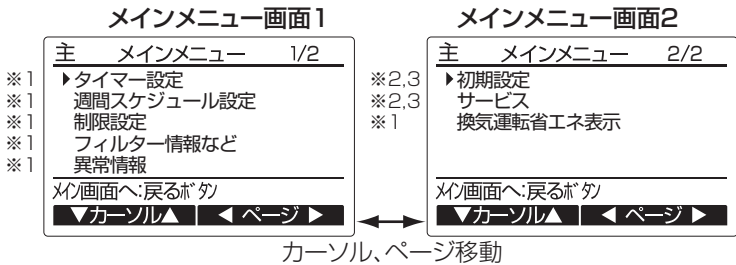 メインメニュー画面1
主 メインメニュー 1/2
※1 ▶タイマー設定
※1 週間スケジュール設定
※1 制限設定
※1 フィルター情報など
※1 異常情報
メイン画面へ:戻るボタン
▼カーソル▲ ◀ ページ ▶
メインメニュー画面2
主 メインメニュー 2/2
※2,3 ▶初期設定
※2,3 サービス
※1 換気運転省エネ表示
メイン画面へ:戻るボタン
▼カーソル▲ ◀ ページ ▶
カーソル、ページ移動